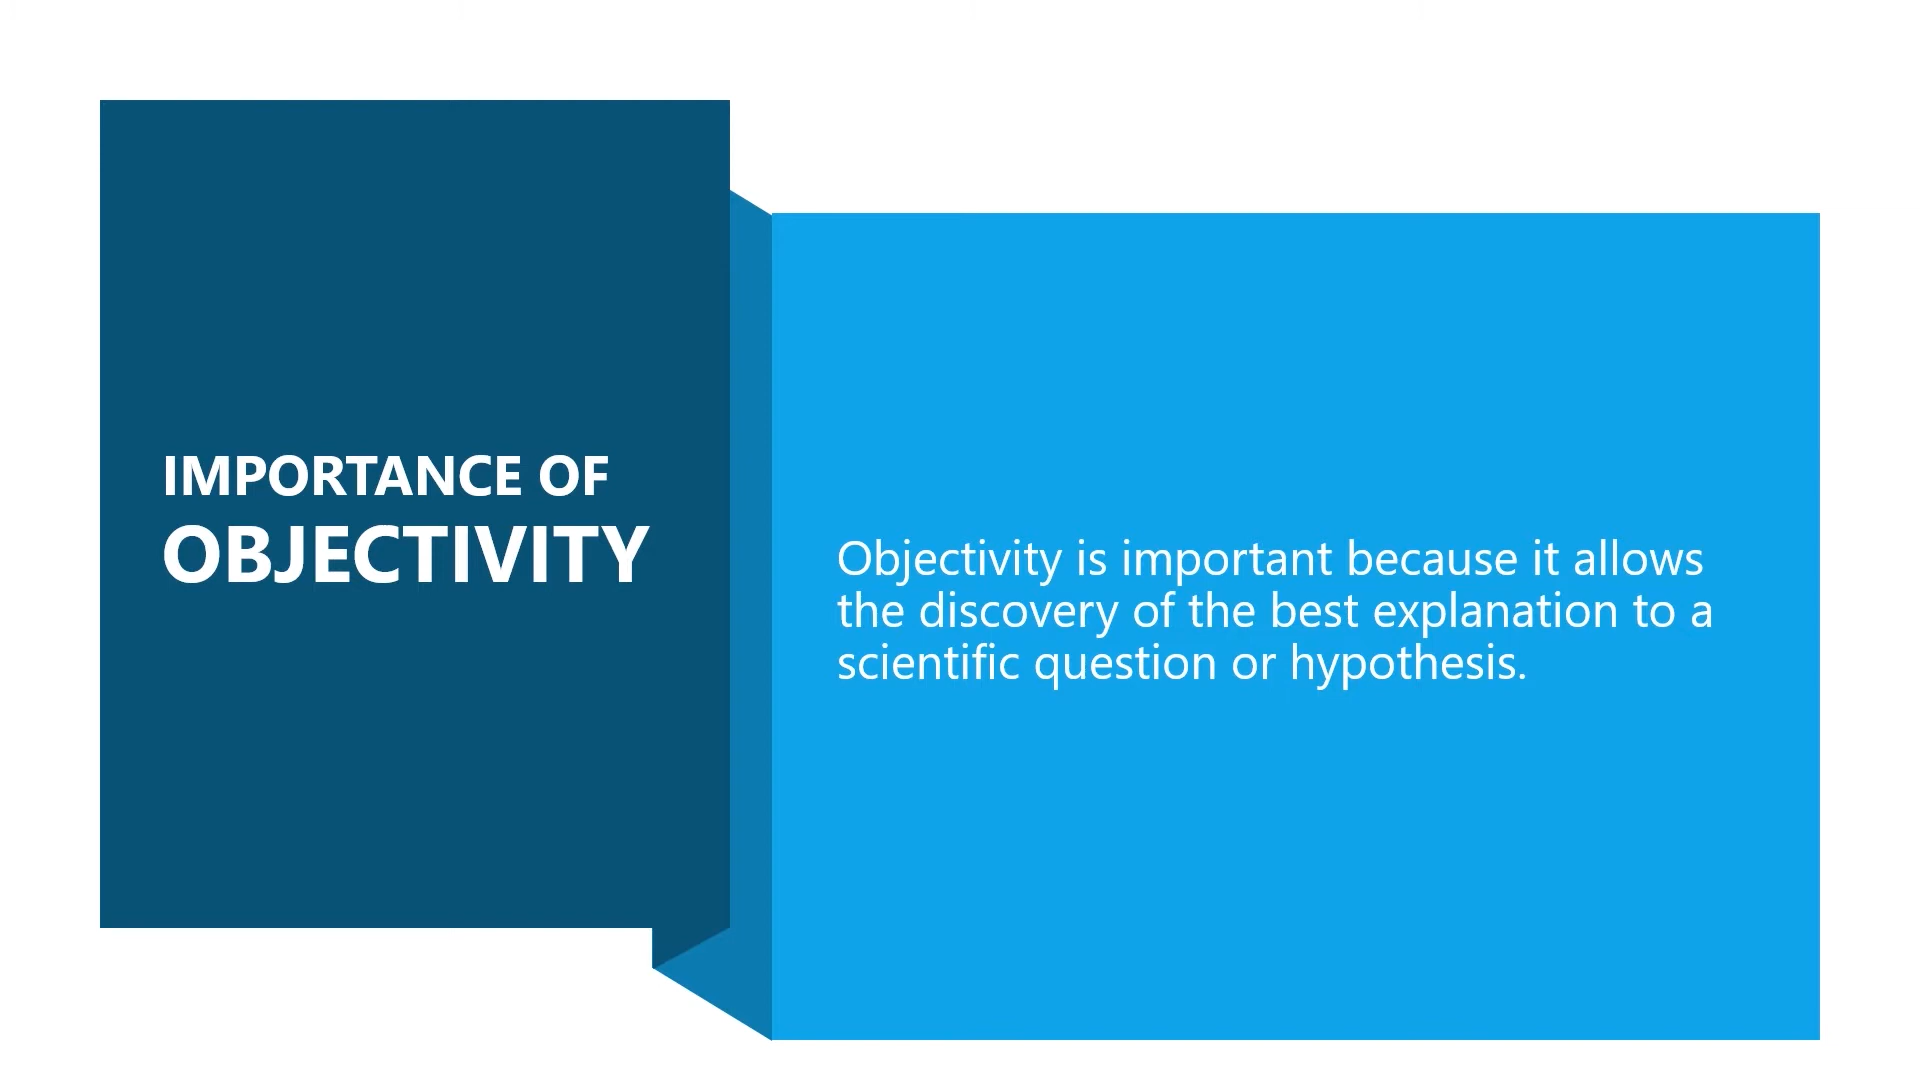 IMPORTANCE OF
OBJECTIVITY
Objectivity is important because it allows
the discovery of the best explanation to a
scientific question or hypothesis.